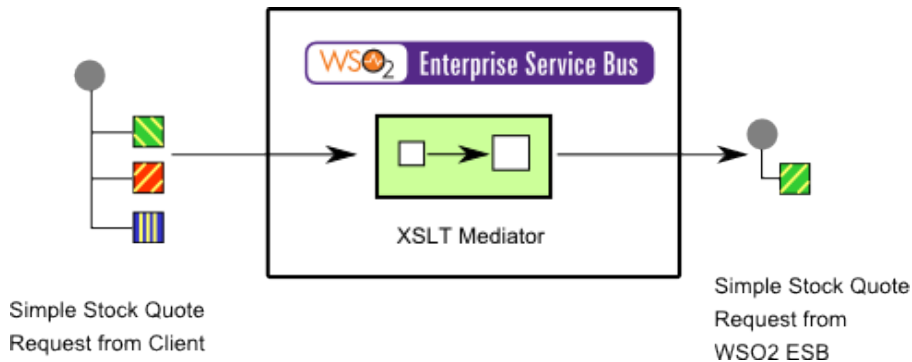 WSO2 Enterprise Service Bus
XSLT Mediator
Simple Stock Quote
Request from Client
Simple Stock Quote
Request from
WSO2 ESB